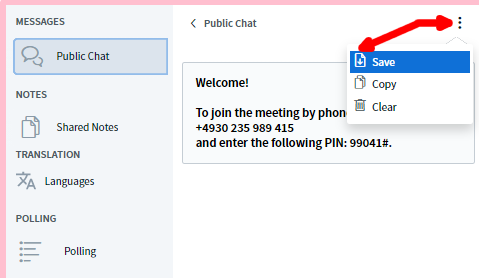 MESSAGES
Public Chat
NOTES
Shared Notes
TRANSLATION
Languages
POLLING
Polling
Public Chat
Save
Copy
Clear
Welcome!
To join the meeting by phon
+4930 235 989 415
and enter the following PIN: 99041#.